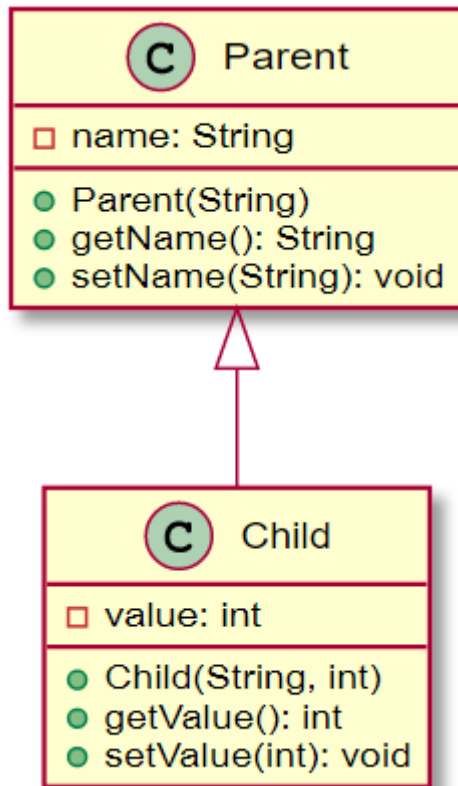 C Parent
name: String
Parent(String)
getName(): String
setName(String): void
C Child
value: int
Child(String, int)
getValue(): int
setValue(int): void